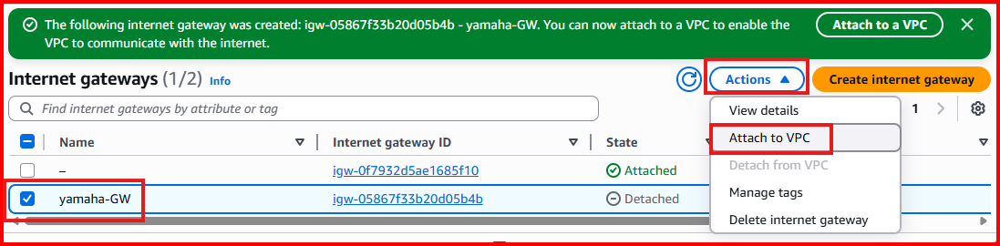 The following internet gateway was created: igw-05867f33b20d05b4b - yamaha-GW. You can now attach to a VPC to enable the
VPC to communicate with the internet.
Attach to a VPC
Internet gateways (1/2) Info
Actions
Create internet gateway
Find internet gateways by attribute or tag
1
View details
Attach to VPC
Detach from VPC
Manage tags
Delete internet gateway
Name Internet gateway ID State
– igw-0f7932d5ae1685f10 Attached
yamaha-GW igw-05867f33b20d05b4b Detached